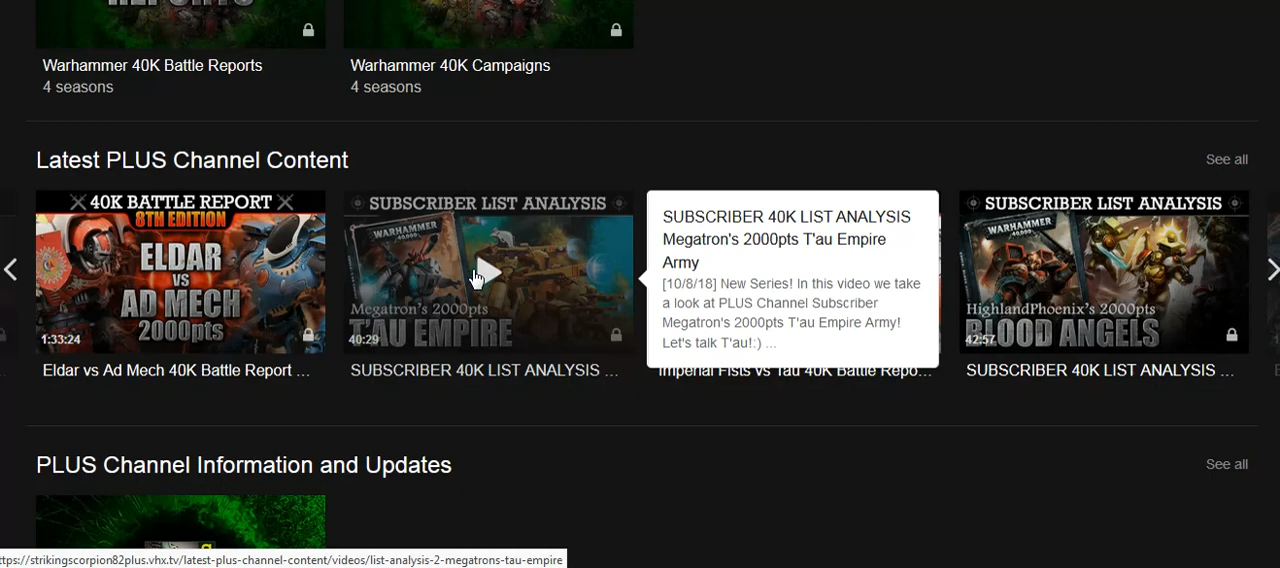 REPORTS
Warhammer 40K Battle Reports
4 seasons
Warhammer 40K Campaigns
4 seasons
Latest PLUS Channel Content
See all
40K BATTLE REPORT
8TH EDITION
ELDAR
VS
AD MECH
2000pts
1:33:24
Eldar vs Ad Mech 40K Battle Report ...
SUBSCRIBER LIST ANALYSIS
WARHAMMER
Megatron's 2000pts
T'AU EMPIRE
40:29
SUBSCRIBER 40K LIST ANALYSIS ...
SUBSCRIBER 40K LIST ANALYSIS
Megatron's 2000pts T'au Empire
Army
[10/8/18] New Series! In this video we take
a look at PLUS Channel Subscriber
Megatron's 2000pts T'au Empire Army!
Let's talk T'au!:) ...
Imperial Fists vs Tau 40K Battle Repo...
SUBSCRIBER LIST ANALYSIS
WARHAMMER
HighlandPhoenix's 2000pts
BLOOD ANGELS
42:57
SUBSCRIBER 40K LIST ANALYSIS ...
PLUS Channel Information and Updates
See all
ttps://strikingscorpion82plus.vhx.tv/latest-plus-channel-content/videos/list-analysis-2-megatrons-tau-empire